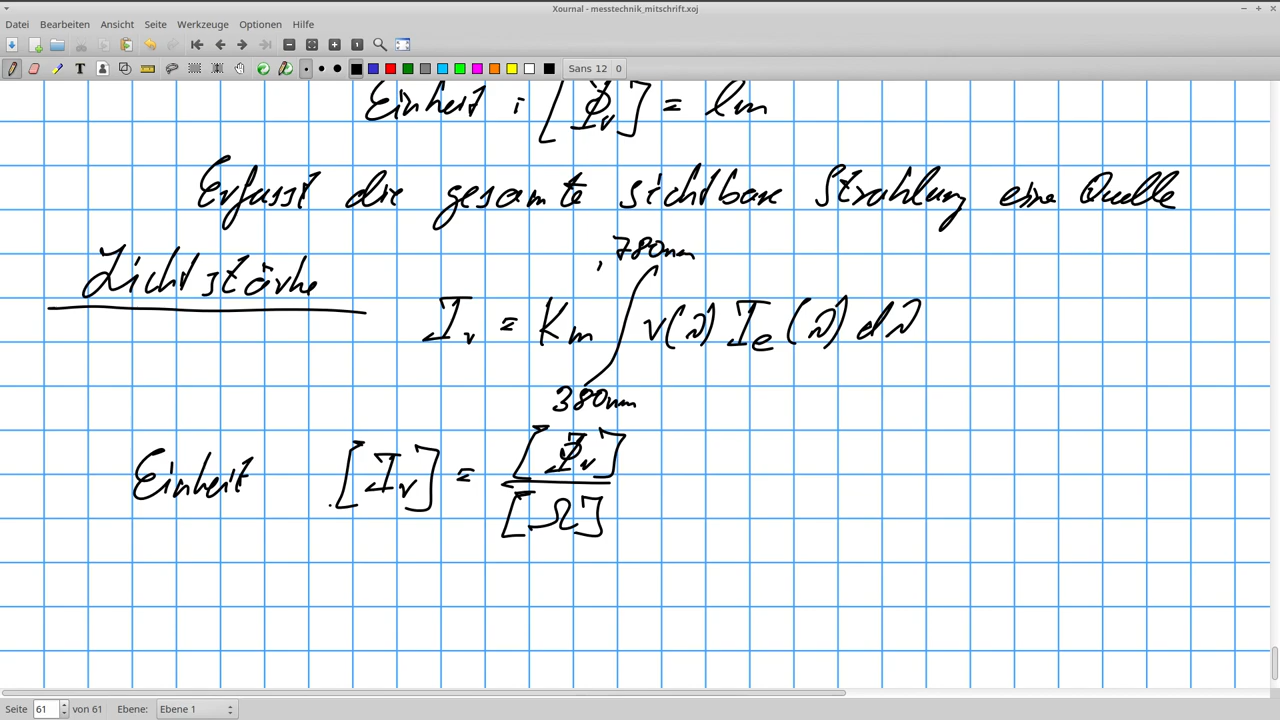 Xournal - messtechnik_mitschrift.xoj
Datei Bearbeiten Ansicht Seite Werkzeuge Optionen Hilfe
Sans 12 0
Einheit : [Φv] = lm
Erfasst die gesamte sichtbare Strahlung eine Quelle
Lichtstärke
780nm
Iv = Km ∫ v(λ) Ie (λ) dλ
380nm
Einheit [Iv] = [Φv]
[Ω]
Seite 61 von 61 Ebene: Ebene 1